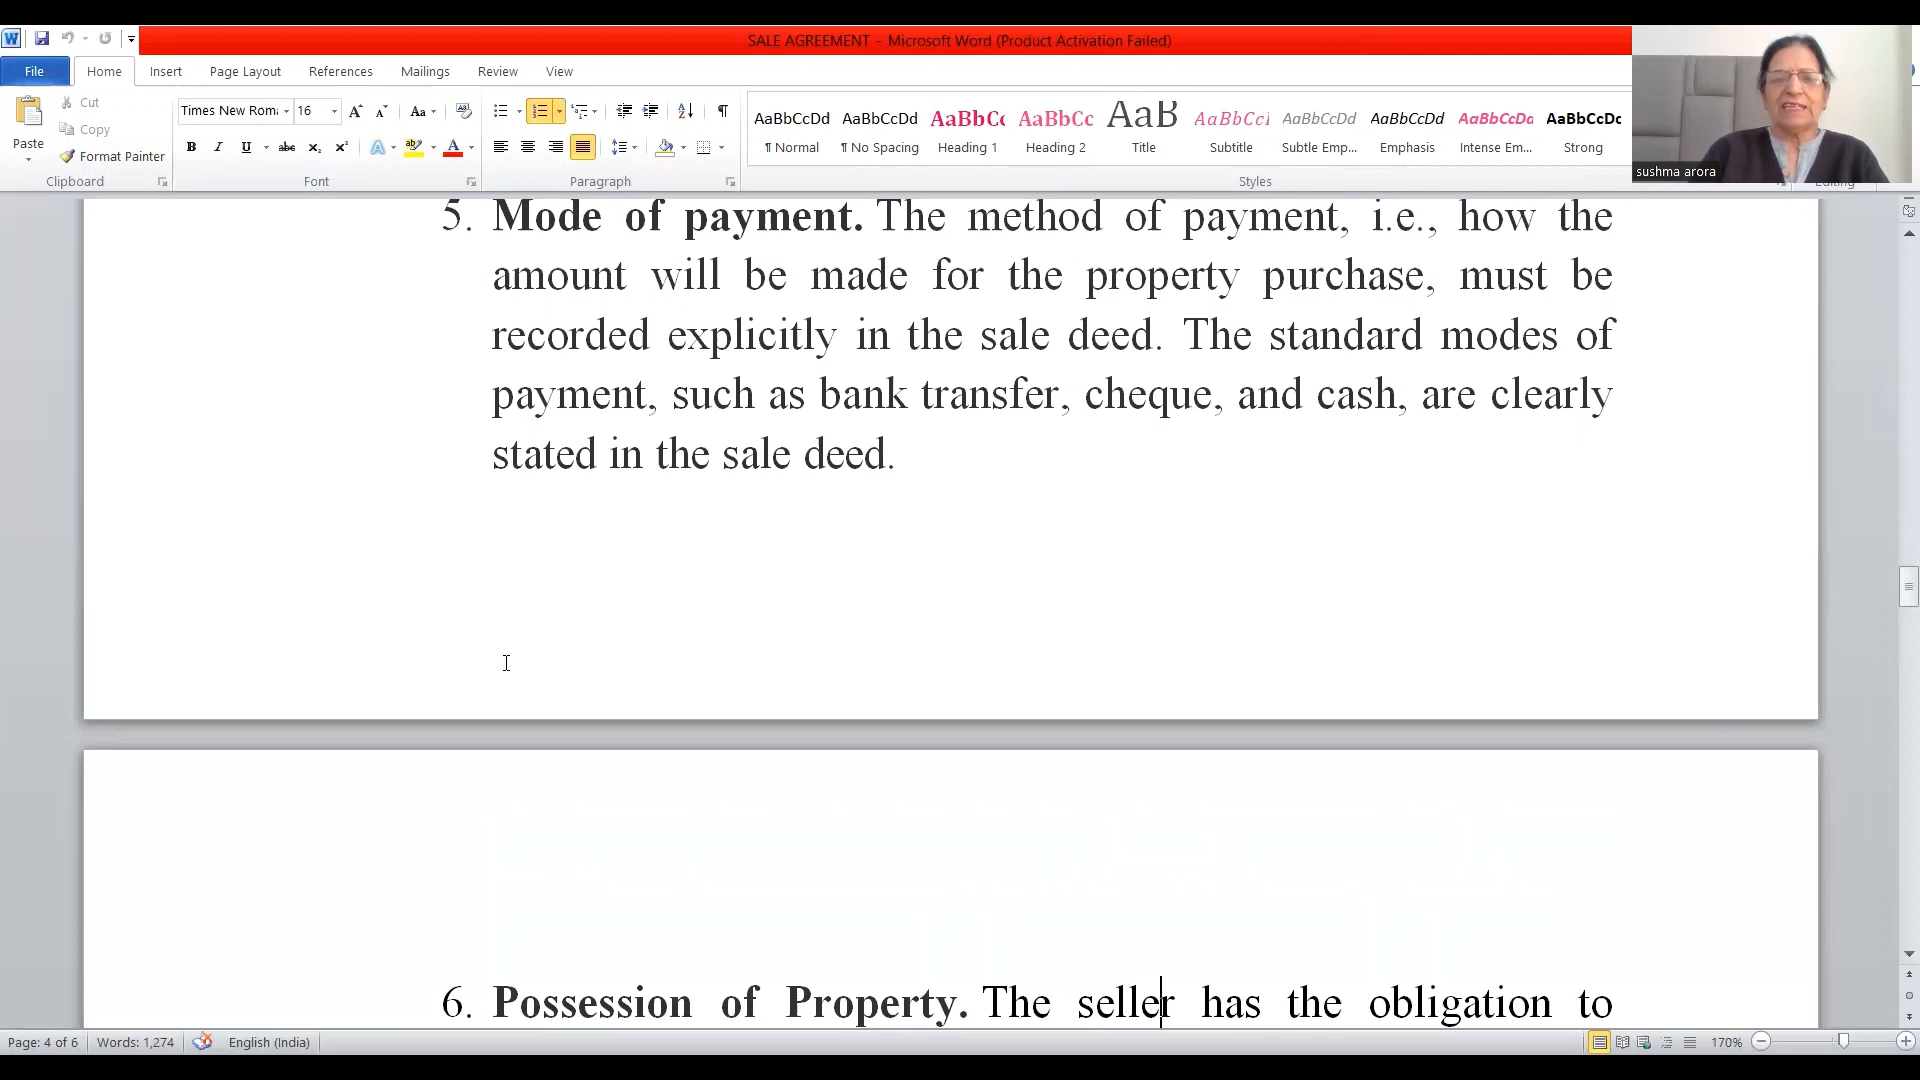 SALE AGREEMENT - Microsoft Word (Product Activation Failed)
File Home Insert Page Layout References Mailings Review View
Paste
Cut
Copy
Format Painter
Clipboard
Times New Rom 16
Font
Paragraph
AaBbCcDd AaBbCcDd AaBbCc AaBbCc AaB AaBbCcI AaBbCcDd AaBbCcDd AaBbCcDd AaBbCcDd
¶ Normal ¶ No Spacing Heading 1 Heading 2 Title Subtitle Subtle Emp... Emphasis Intense Em... Strong
Styles
Editing
sushma arora
5. Mode of payment. The method of payment, i.e., how the
amount will be made for the property purchase, must be
recorded explicitly in the sale deed. The standard modes of
payment, such as bank transfer, cheque, and cash, are clearly
stated in the sale deed.
6. Possession of Property. The seller has the obligation to
Page: 4 of 6 Words: 1,274 English (India) 170%